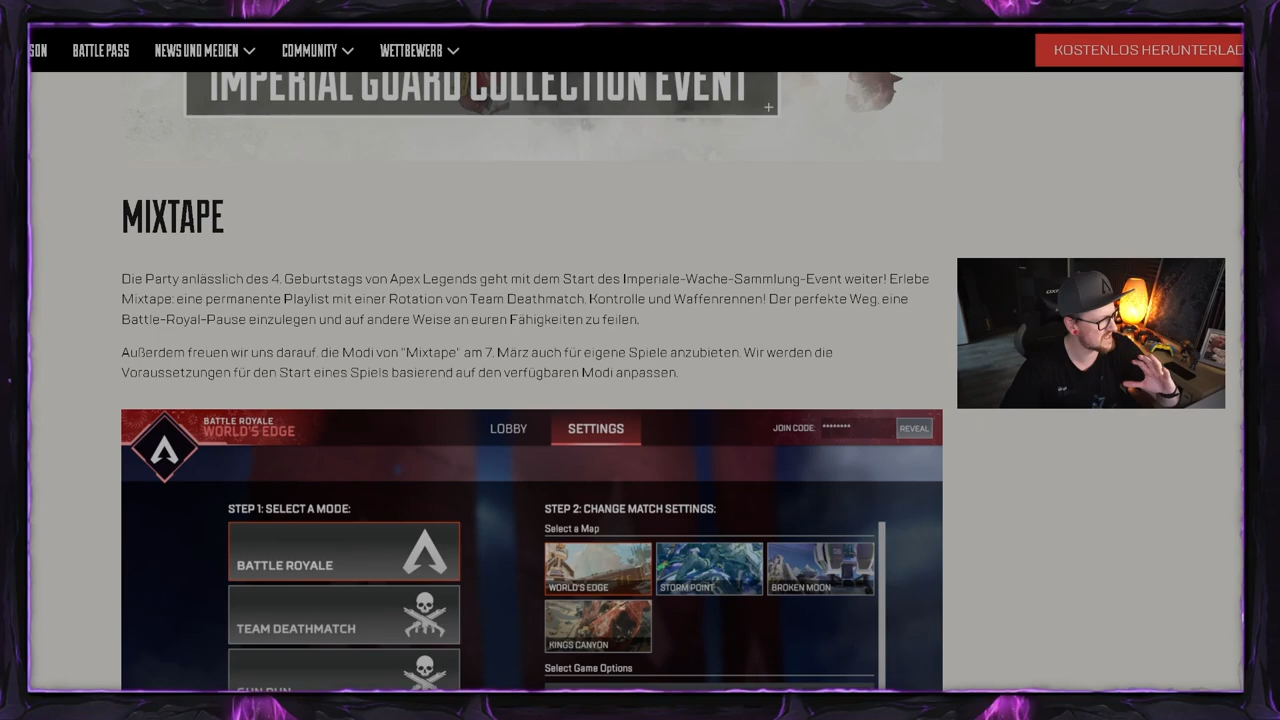 SON BATTLE PASS NEWS UND MEDIEN COMMUNITY WETTBEWERB KOSTENLOS HERUNTERLAD
IMPERIAL GUARD COLLECTION EVENT
MIXTAPE
Die Party anlässlich des 4. Geburtstags von Apex Legends geht mit dem Start des Imperiale-Wache-Sammlung-Event weiter! Erlebe
Mixtape: eine permanente Playlist mit einer Rotation von Team Deathmatch, Kontrolle und Waffenrennen! Der perfekte Weg, eine
Battle-Royal-Pause einzulegen und auf andere Weise an euren Fähigkeiten zu feilen.
Außerdem freuen wir uns darauf, die Modi von "Mixtape" am 7. März auch für eigene Spiele anzubieten. Wir werden die
Voraussetzungen für den Start eines Spiels basierend auf den verfügbaren Modi anpassen.
BATTLE ROYALE
WORLD'S EDGE
LOBBY SETTINGS JOIN CODE: ******** REVEAL
STEP 1: SELECT A MODE:
BATTLE ROYALE
TEAM DEATHMATCH
GUN RUN
STEP 2: CHANGE MATCH SETTINGS:
Select a Map
WORLD'S EDGE STORM POINT BROKEN MOON
KINGS CANYON
Select Game Options